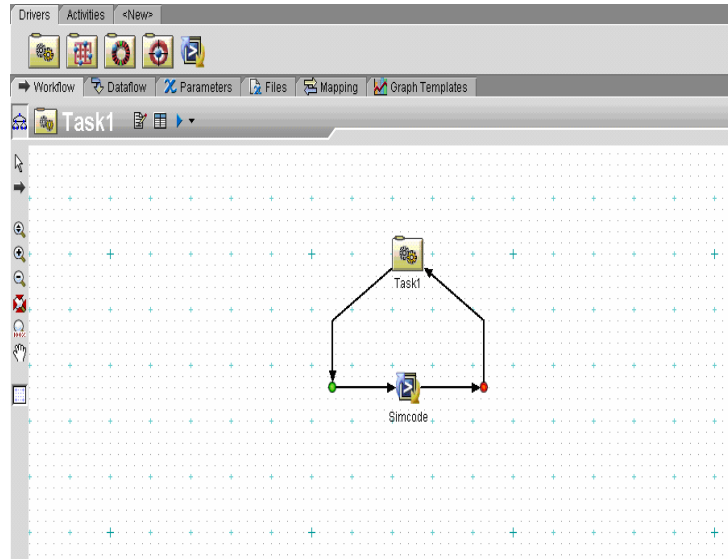 Drivers Activities <New>
Workflow Dataflow Parameters Files Mapping Graph Templates
Task1
Task1
Simcode